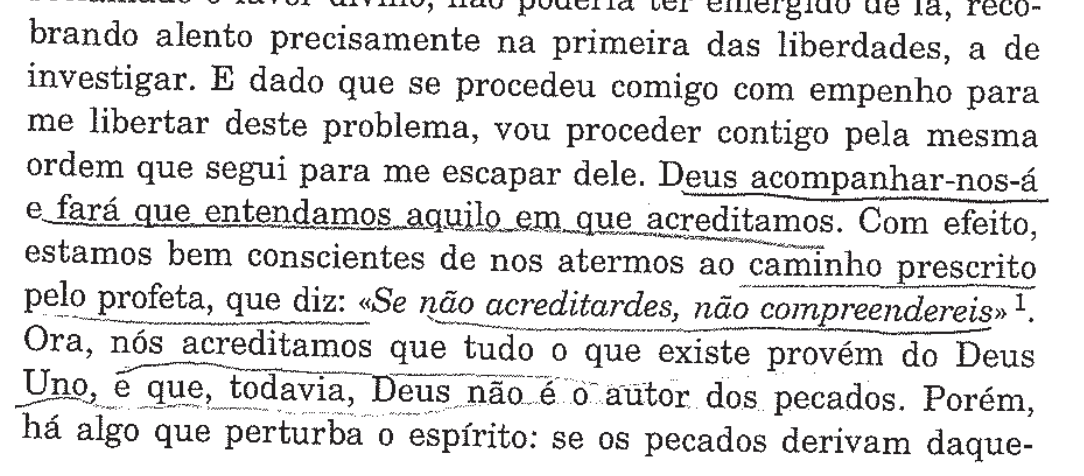 o favor divino, não poderia ter emergido de lá, reco-
brando alento precisamente na primeira das liberdades, a de
investigar. E dado que se procedeu comigo com empenho para
me libertar deste problema, vou proceder contigo pela mesma
ordem que segui para me escapar dele. Deus acompanhar-nos-á
e fará que entendamos aquilo em que acreditamos. Com efeito,
estamos bem conscientes de nos atermos ao caminho prescrito
pelo profeta, que diz: «Se não acreditardes, não compreendereis» ¹.
Ora, nós acreditamos que tudo o que existe provém do Deus
Uno, e que, todavia, Deus não é o autor dos pecados. Porém,
há algo que perturba o espírito: se os pecados derivam daque-